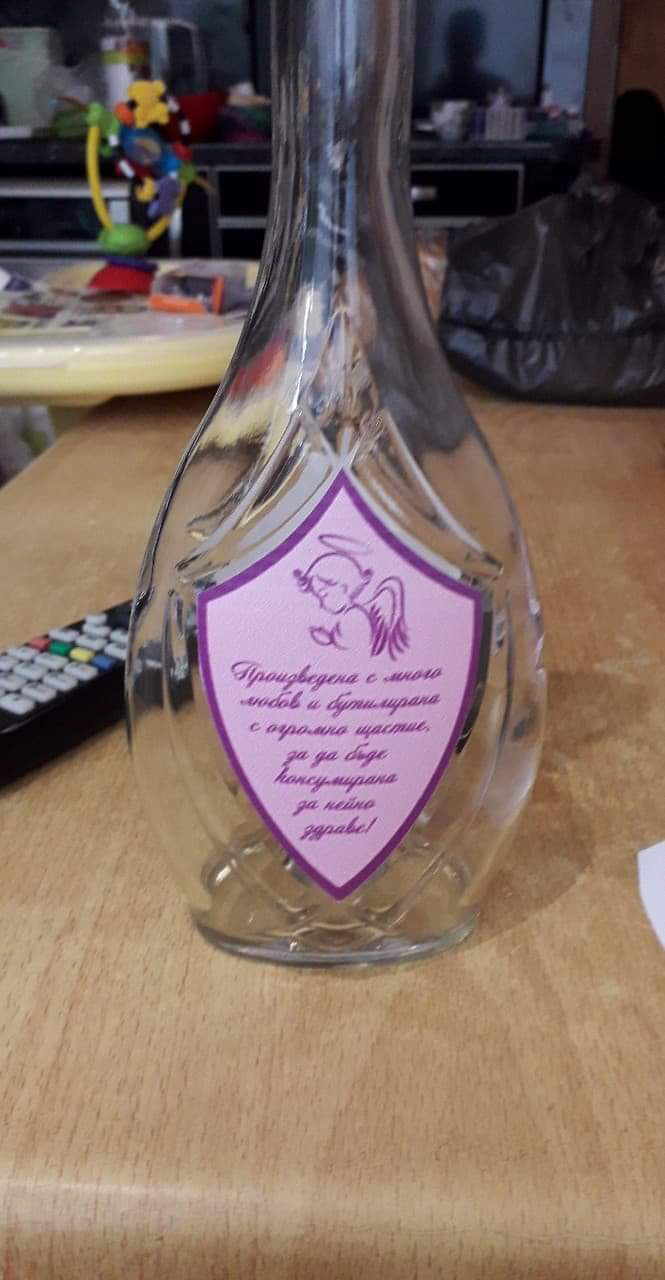 Произведена с много
любов и бутилирана
с огромно щастие,
за да бъде
консумирана
за нейно
здраве!